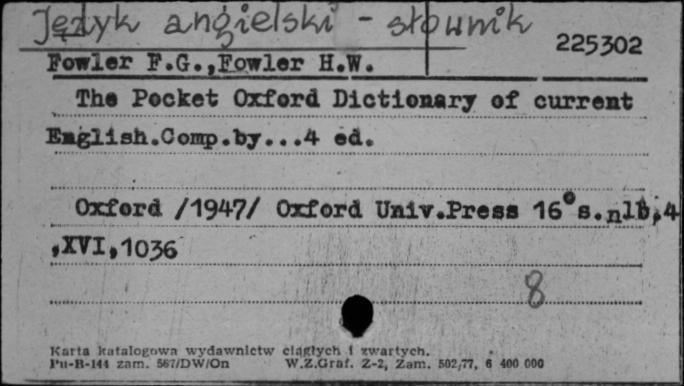 Język angielski - słownik
225302
Fowler F.G.,Fowler H.W.
The Pocket Oxford Dictionary of current
English.Comp.by...4 ed.
Oxford /1947/ Oxford Univ.Press 16° s.nlb,4
,XVI,1036
8
Karta katalogowa wydawnictw ciągłych i zwartych.
Pu-B-144 zam. 567/DW/On W.Z.Graf. Z-2, Zam. 502/77, 6 400 000